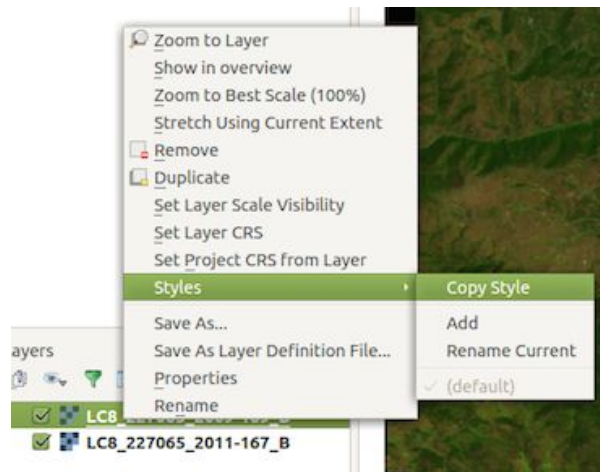 Zoom to Layer
Show in overview
Zoom to Best Scale (100%)
Stretch Using Current Extent
Remove
Duplicate
Set Layer Scale Visibility
Set Layer CRS
Set Project CRS from Layer
Styles
Copy Style
Save As...
Add
Save As Layer Definition File...
Rename Current
Properties
(default)
Rename
ayers
LC8_227065_2011-167_B